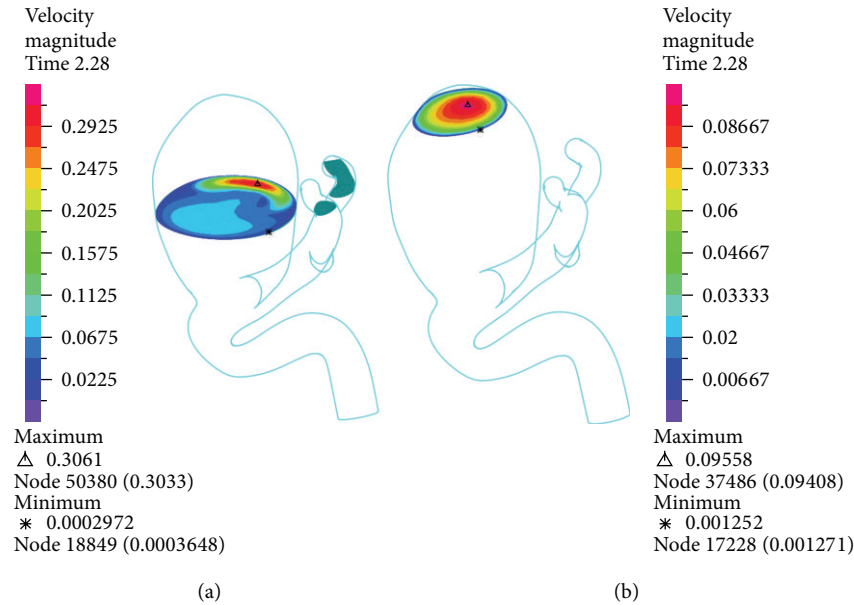 Velocity
magnitude
Time 2.28
0.2925
0.2475
0.2025
0.1575
0.1125
0.0675
0.0225
Maximum
△ 0.3061
Node 50380 (0.3033)
Minimum
* 0.0002972
Node 18849 (0.0003648)
(a)
Velocity
magnitude
Time 2.28
0.08667
0.07333
0.06
0.04667
0.03333
0.02
0.00667
Maximum
△ 0.09558
Node 37486 (0.09408)
Minimum
* 0.001252
Node 17228 (0.001271)
(b)